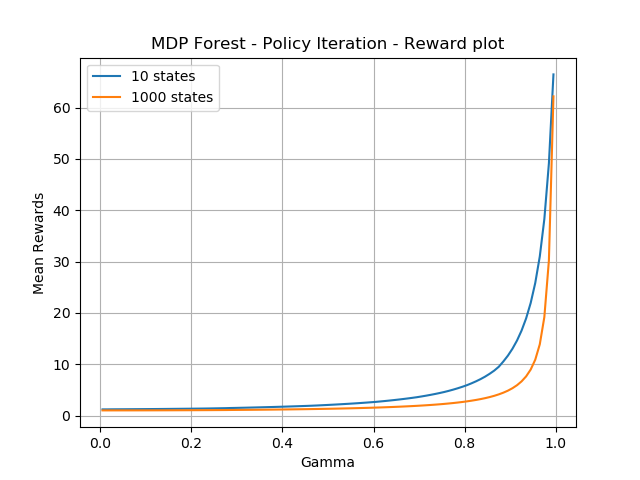 MDP Forest - Policy Iteration - Reward plot
10 states
1000 states
Mean Rewards
60
50
40
30
20
10
0
0.0 0.2 0.4 0.6 0.8 1.0
Gamma